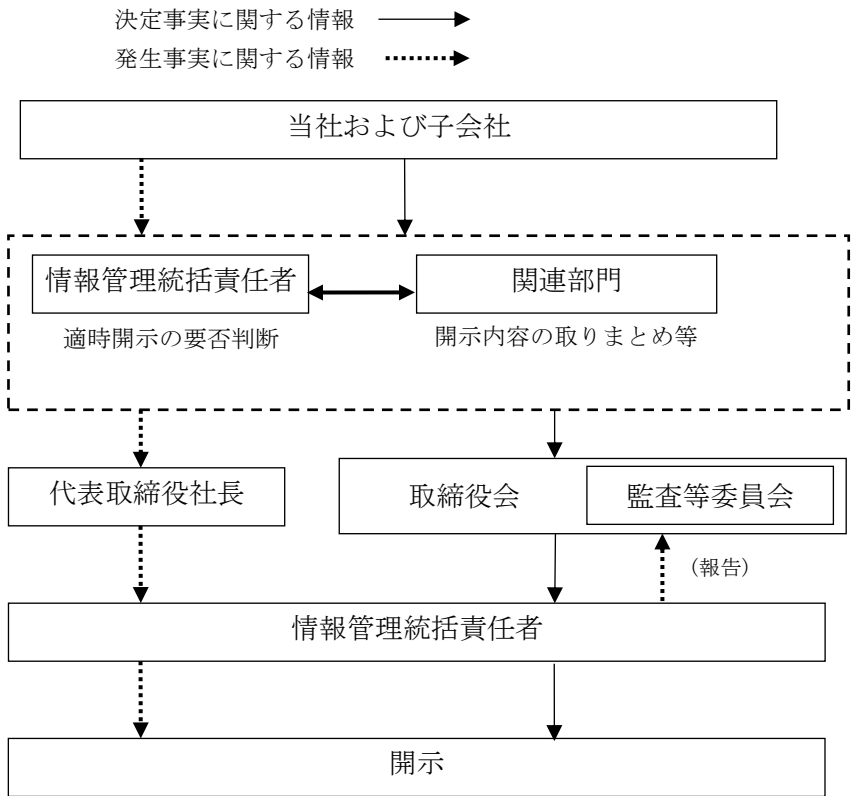 決定事実に関する情報
発生事実に関する情報
当社および子会社
情報管理統括責任者
関連部門
適時開示の要否判断
開示内容の取りまとめ等
代表取締役社長
取締役会
監査等委員会
（報告）
情報管理統括責任者
開示